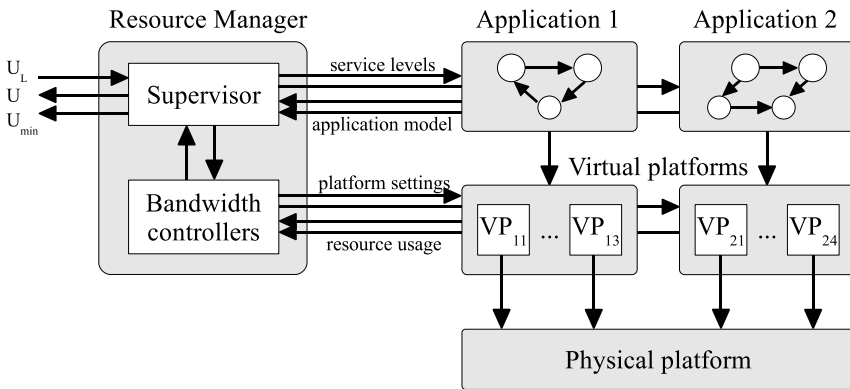 Resource Manager
Application 1
Application 2
U_L
U
U_min
Supervisor
service levels
application model
Virtual platforms
Bandwidth
controllers
platform settings
resource usage
VP_11 ... VP_13
VP_21 ... VP_24
Physical platform